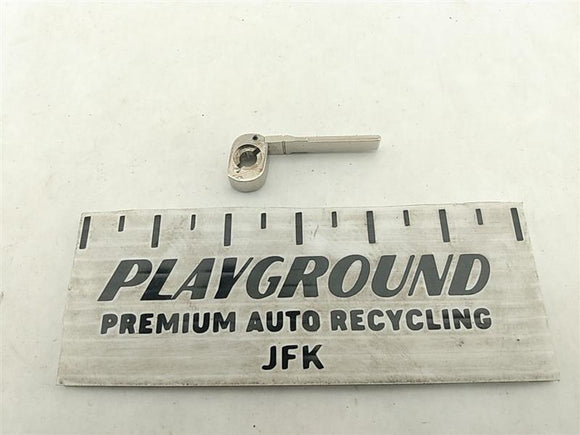 PLAYGROUND
PREMIUM AUTO RECYCLING
JFK